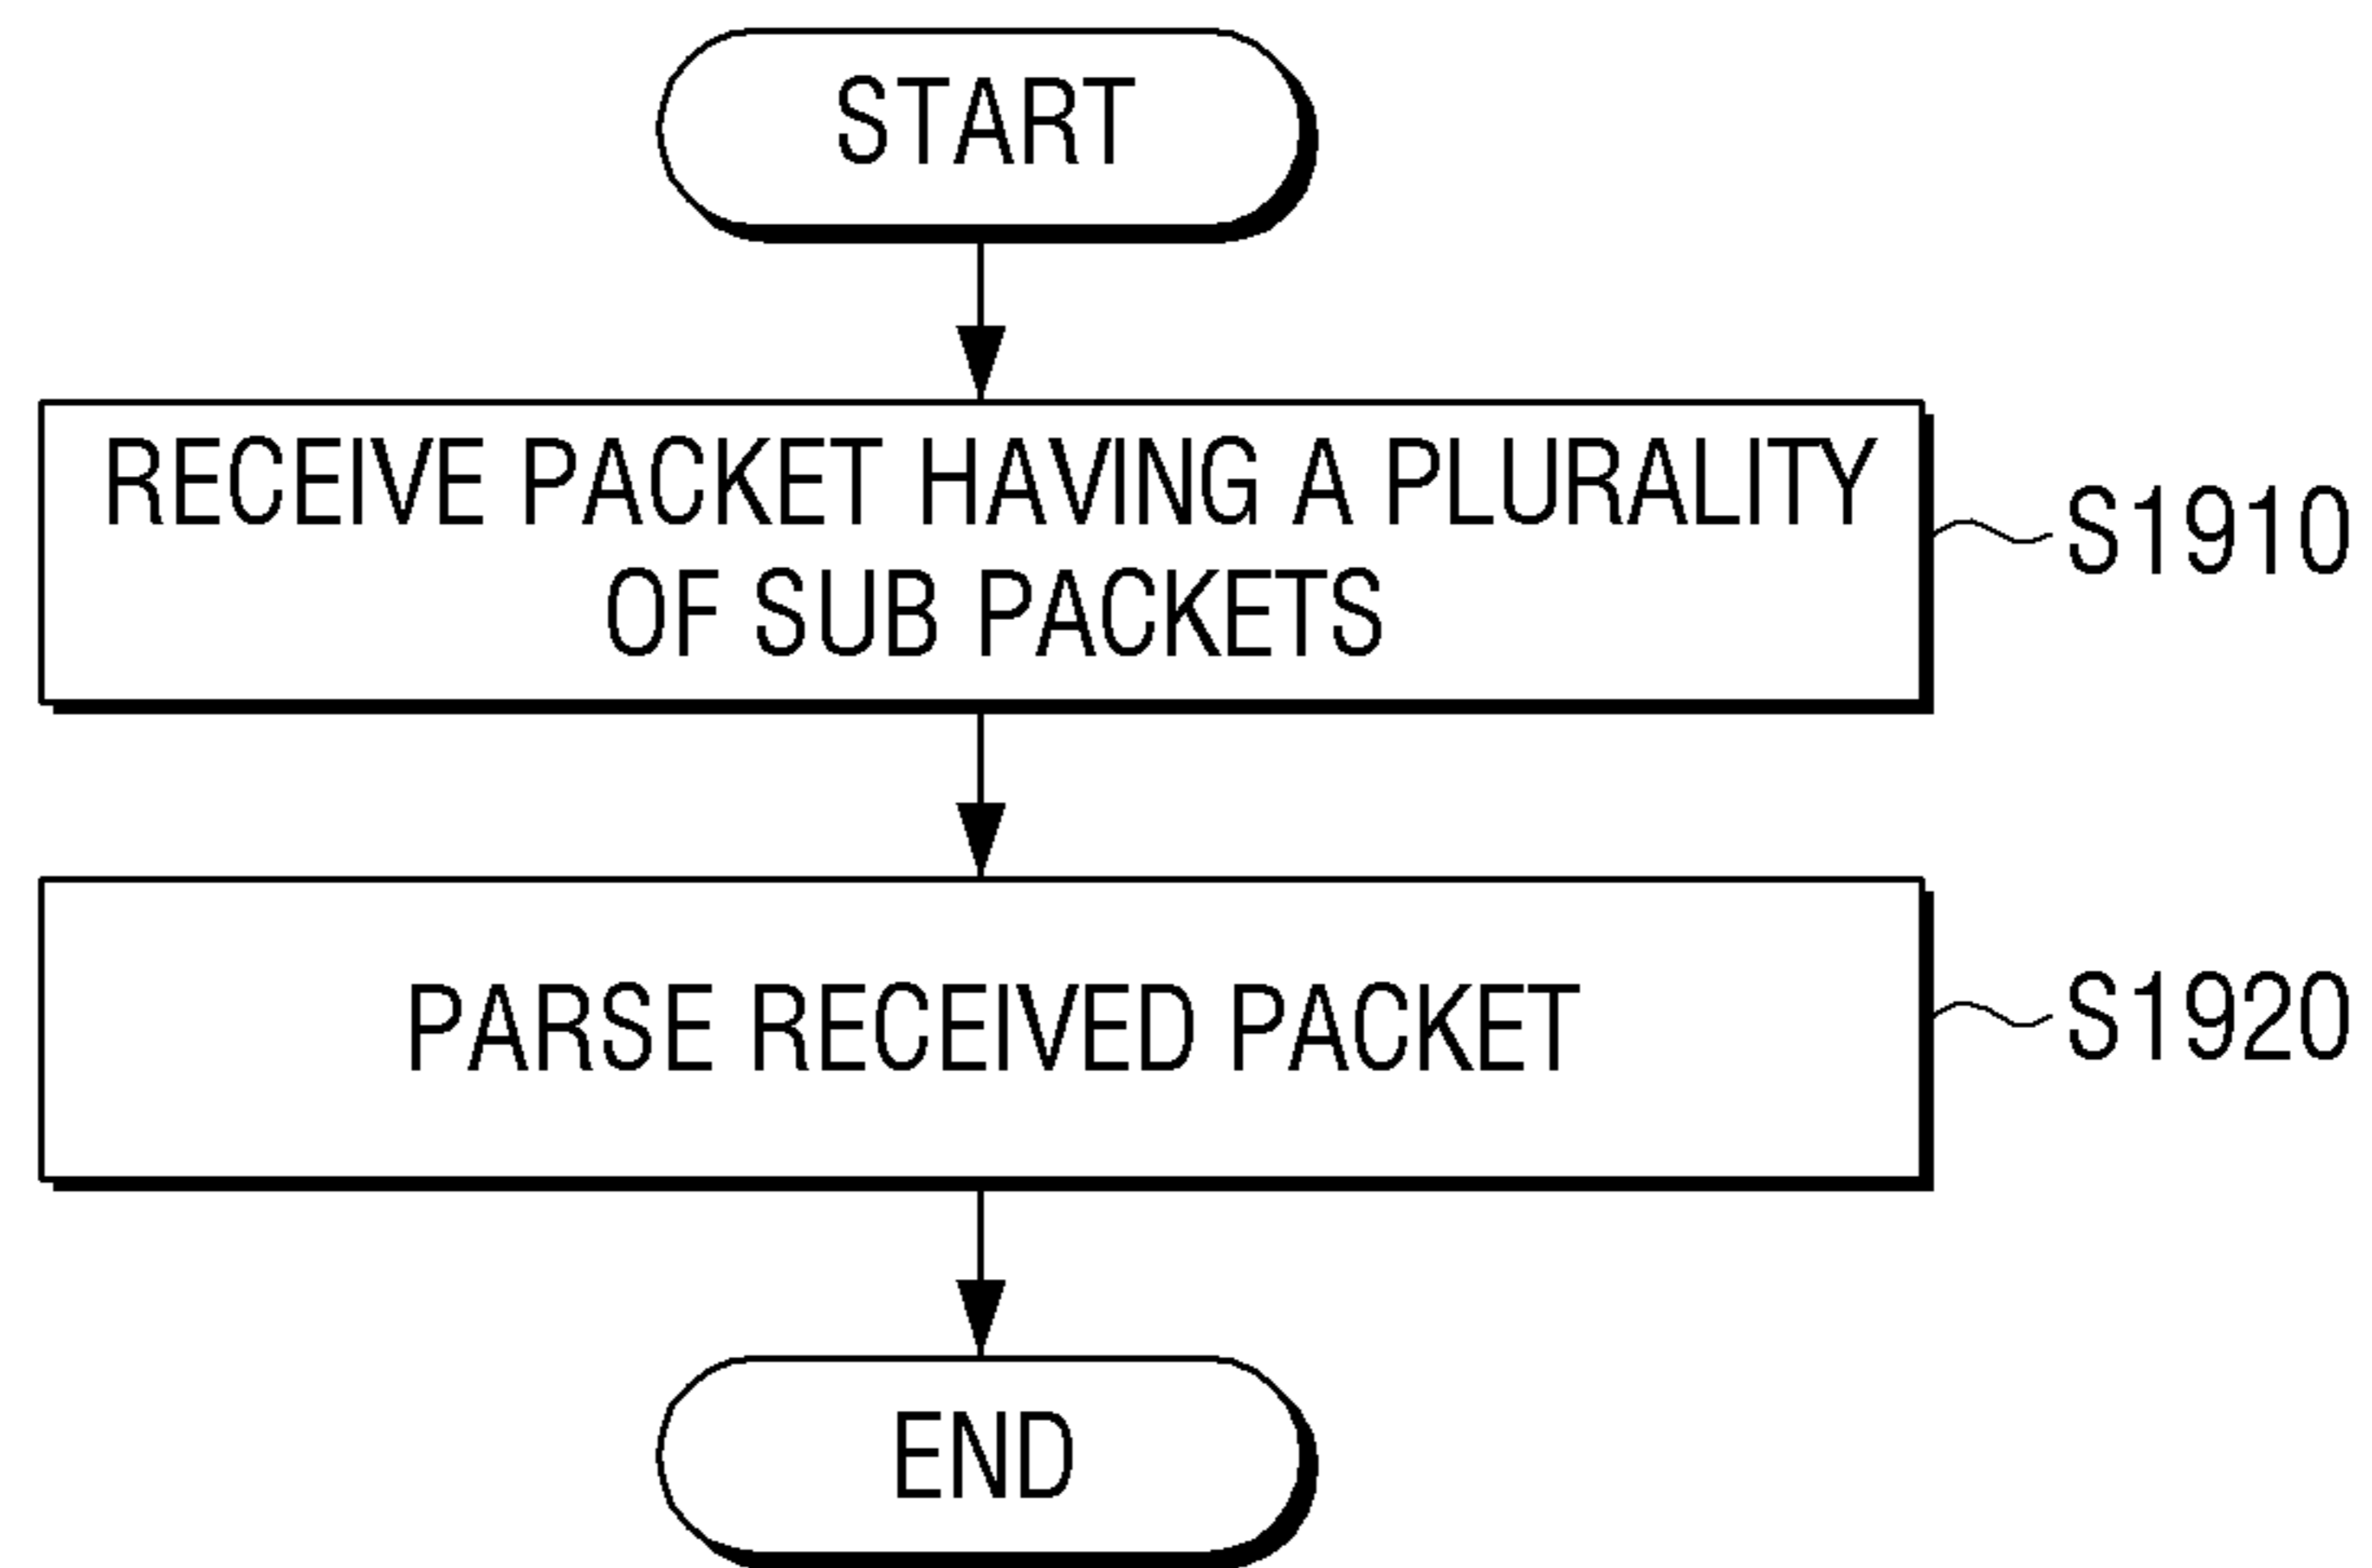 START
RECEIVE PACKET HAVING A PLURALITY
OF SUB PACKETS
S1910
PARSE RECEIVED PACKET
S1920
END